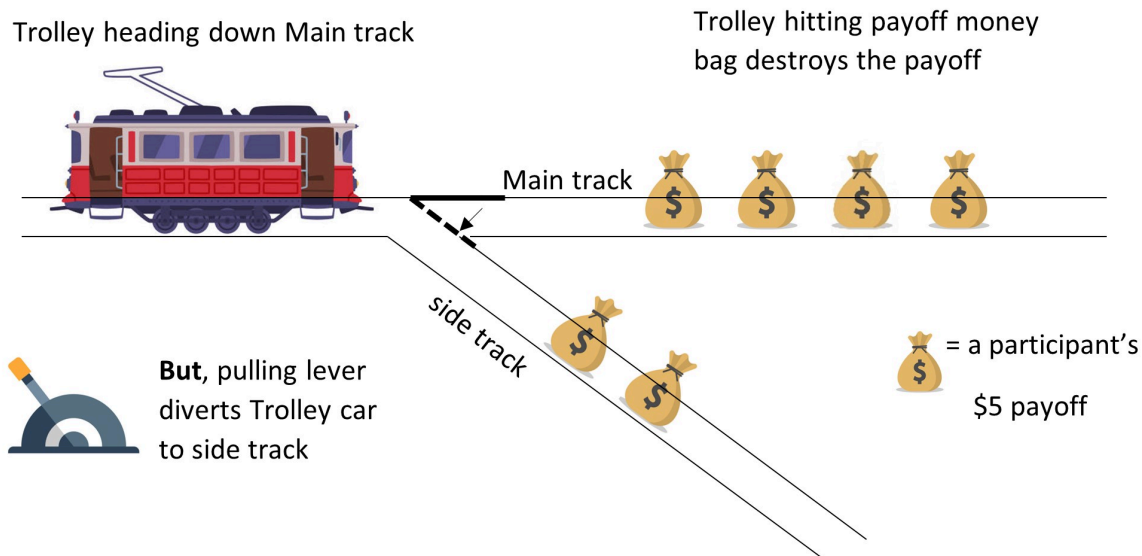 Trolley heading down Main track
Trolley hitting payoff money
bag destroys the payoff
Main track
$ $ $ $
side track
$
$
But, pulling lever
diverts Trolley car
to side track
$
= a participant's
$5 payoff